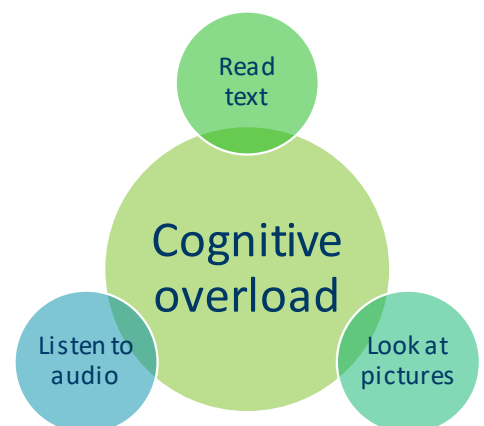 Read
text
Cognitive
overload
Listen to
audio
Look at
pictures